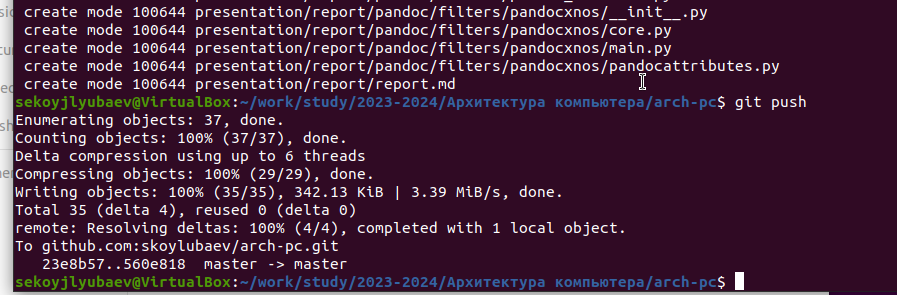 create mode 100644 presentation/report/pandoc/filters/pandocxnos/__init__.py
create mode 100644 presentation/report/pandoc/filters/pandocxnos/core.py
create mode 100644 presentation/report/pandoc/filters/pandocxnos/main.py
create mode 100644 presentation/report/pandoc/filters/pandocxnos/pandocattributes.py
create mode 100644 presentation/report/report.md
sekoyjlyubaev@VirtualBox:~/work/study/2023-2024/Архитектура компьютера/arch-pc$ git push
Enumerating objects: 37, done.
Counting objects: 100% (37/37), done.
Delta compression using up to 6 threads
Compressing objects: 100% (29/29), done.
Writing objects: 100% (35/35), 342.13 KiB | 3.39 MiB/s, done.
Total 35 (delta 4), reused 0 (delta 0)
remote: Resolving deltas: 100% (4/4), completed with 1 local object.
To github.com:skoylubaev/arch-pc.git
   23e8b57..560e818  master -> master
sekoyjlyubaev@VirtualBox:~/work/study/2023-2024/Архитектура компьютера/arch-pc$